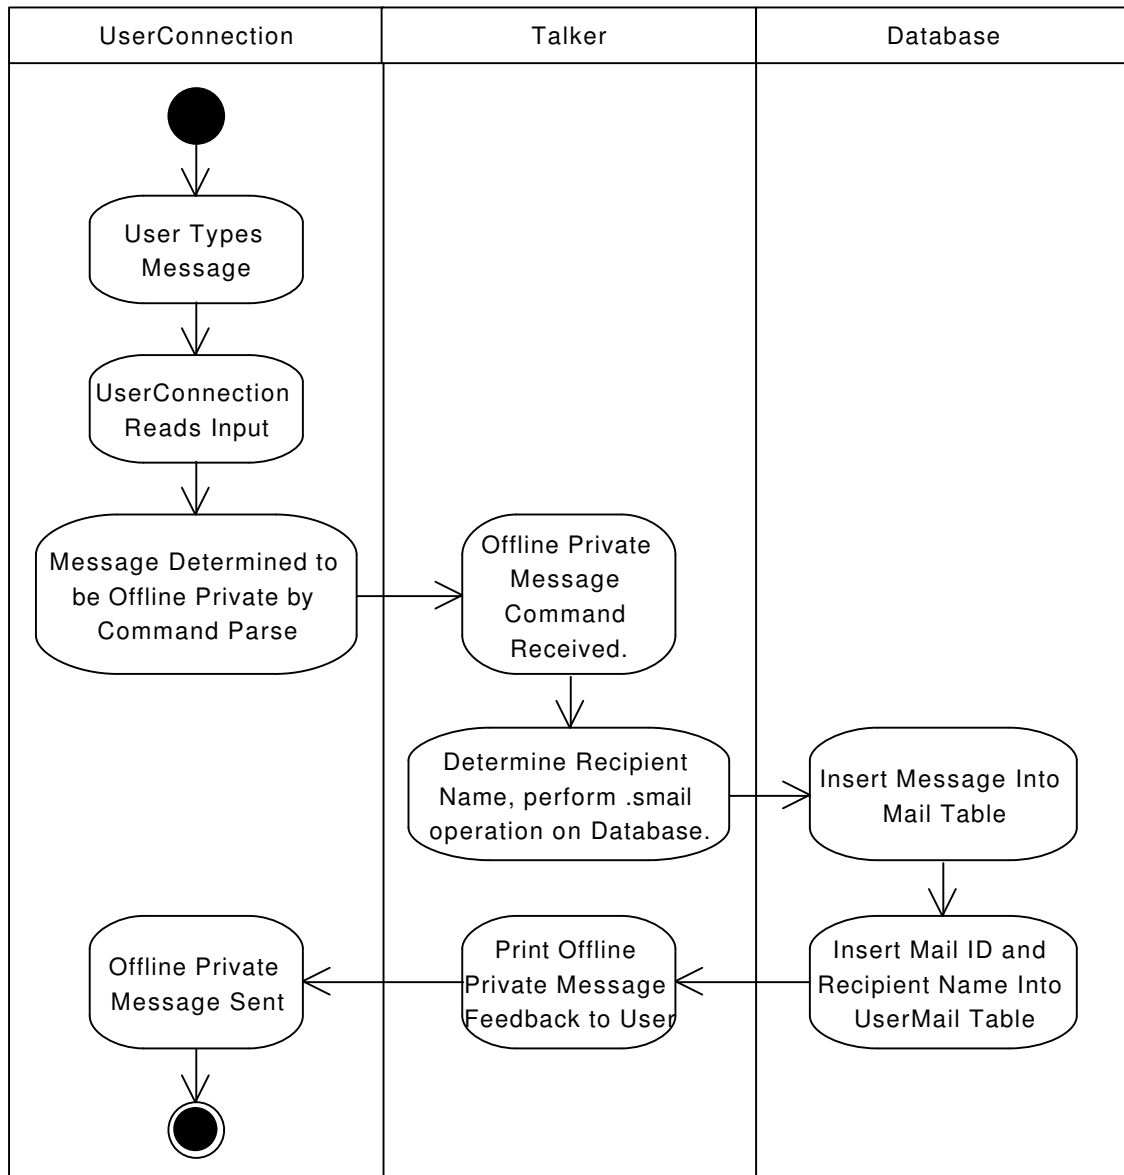 UserConnection
Talker
Database
User Types
Message
UserConnection
Reads Input
Message Determined to
be Offline Private by
Command Parse
Offline Private
Message
Command
Received.
Determine Recipient
Name, perform .smail
operation on Database.
Insert Message Into
Mail Table
Insert Mail ID and
Recipient Name Into
UserMail Table
Print Offline
Private Message
Feedback to User
Offline Private
Message Sent